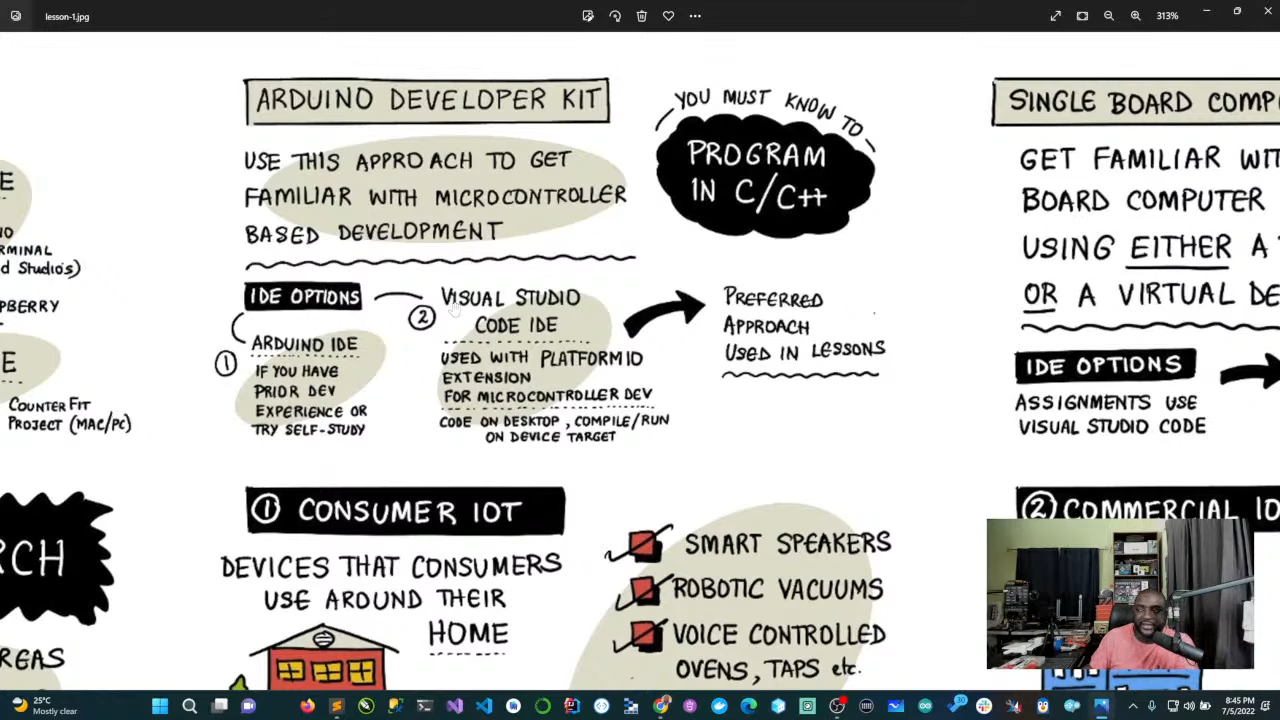 lesson-1.jpg
313%
ARDUINO DEVELOPER KIT
USE THIS APPROACH TO GET
FAMILIAR WITH MICROCONTROLLER
BASED DEVELOPMENT
YOU MUST KNOW TO
PROGRAM
IN C/C++
IDE OPTIONS
1
ARDUINO IDE
IF YOU HAVE
PRIOR DEV
EXPERIENCE OR
TRY SELF-STUDY
2
VISUAL STUDIO
CODE IDE
USED WITH PLATFORMIO
EXTENSION
FOR MICROCONTROLLER DEV
CODE ON DESKTOP, COMPILE/RUN
ON DEVICE TARGET
PREFERRED
APPROACH
USED IN LESSONS
SINGLE BOARD COMP
GET FAMILIAR WIT
BOARD COMPUTER
USING EITHER A
OR A VIRTUAL DE
IDE OPTIONS
ASSIGNMENTS USE
VISUAL STUDIO CODE
E
IO
RMINAL
d Studio's)
PBERRY
E
COUNTERFIT
PROJECT (MAC/PC)
RCH
REAS
1 CONSUMER IOT
DEVICES THAT CONSUMERS
USE AROUND THEIR
HOME
SMART SPEAKERS
ROBOTIC VACUUMS
VOICE CONTROLLED
OVENS, TAPS etc.
2 COMMERCIAL IO
25°C
Mostly clear
30
8:45 PM
7/5/2022